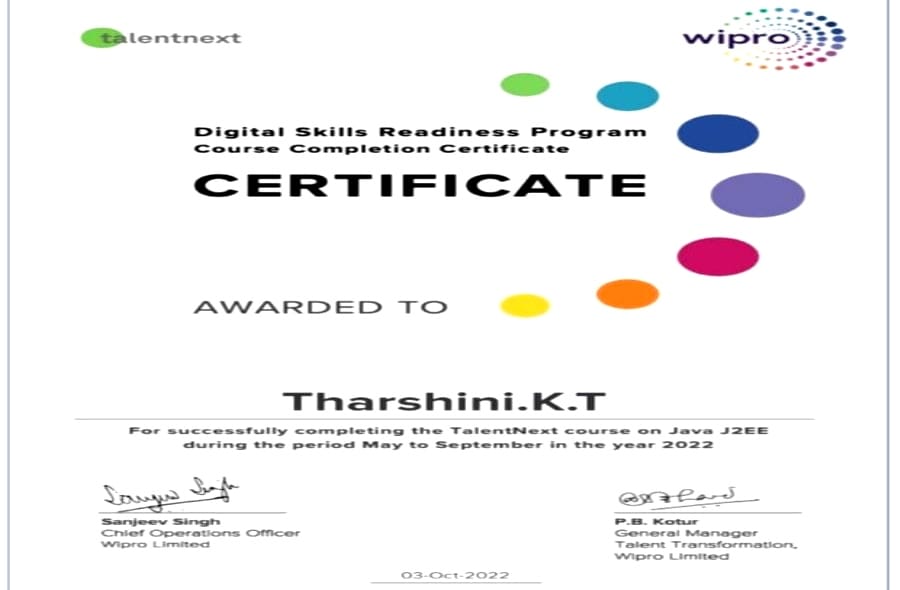 talentnext
wipro
Digital Skills Readiness Program
Course Completion Certificate
CERTIFICATE
AWARDED TO
Tharshini.K.T
For successfully completing the TalentNext course on Java J2EE
during the period May to September in the year 2022
Sanjeev Singh
Sanjeev Singh
Chief Operations Officer
Wipro Limited
P.B. Kotur
General Manager
Talent Transformation,
Wipro Limited
03-Oct-2022